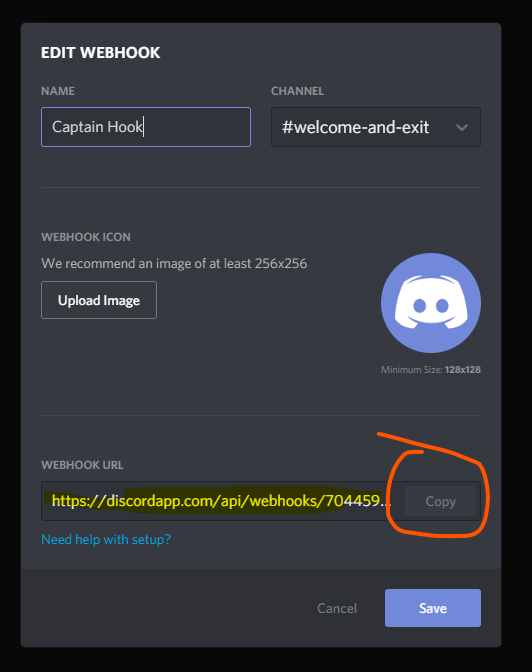 EDIT WEBHOOK
NAME
CHANNEL
Captain Hook
#welcome-and-exit
WEBHOOK ICON
We recommend an image of at least 256x256
Upload Image
Minimum Size: 128x128
WEBHOOK URL
https://discordapp.com/api/webhooks/704459...
Copy
Need help with setup?
Cancel
Save